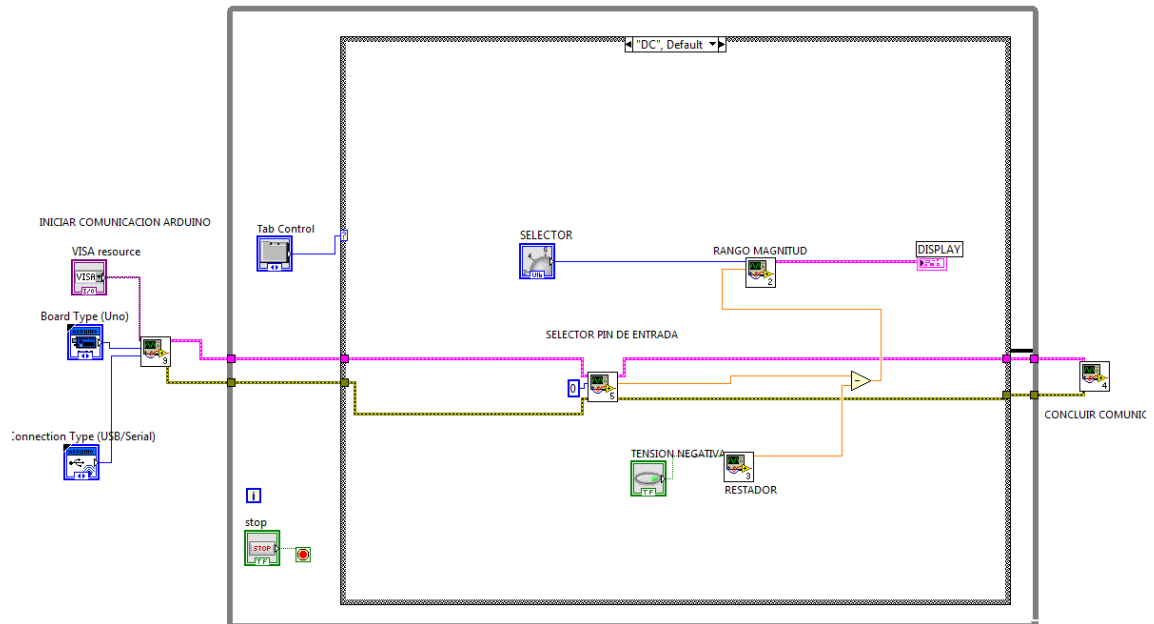 "DC", Default
INICIAR COMUNICACION ARDUINO
VISA resource
VISA
I/O
Board Type (Uno)
ARDUINO
9
Connection Type (USB/Serial)
ARDUINO
Tab Control
?
SELECTOR
U16
RANGO MAGNITUD
2
DISPLAY
SELECTOR PIN DE ENTRADA
0
5
-
TENSION NEGATIVA
TF
3
RESTADOR
4
CONCLUIR COMUNIC
i
stop
STOP
TF